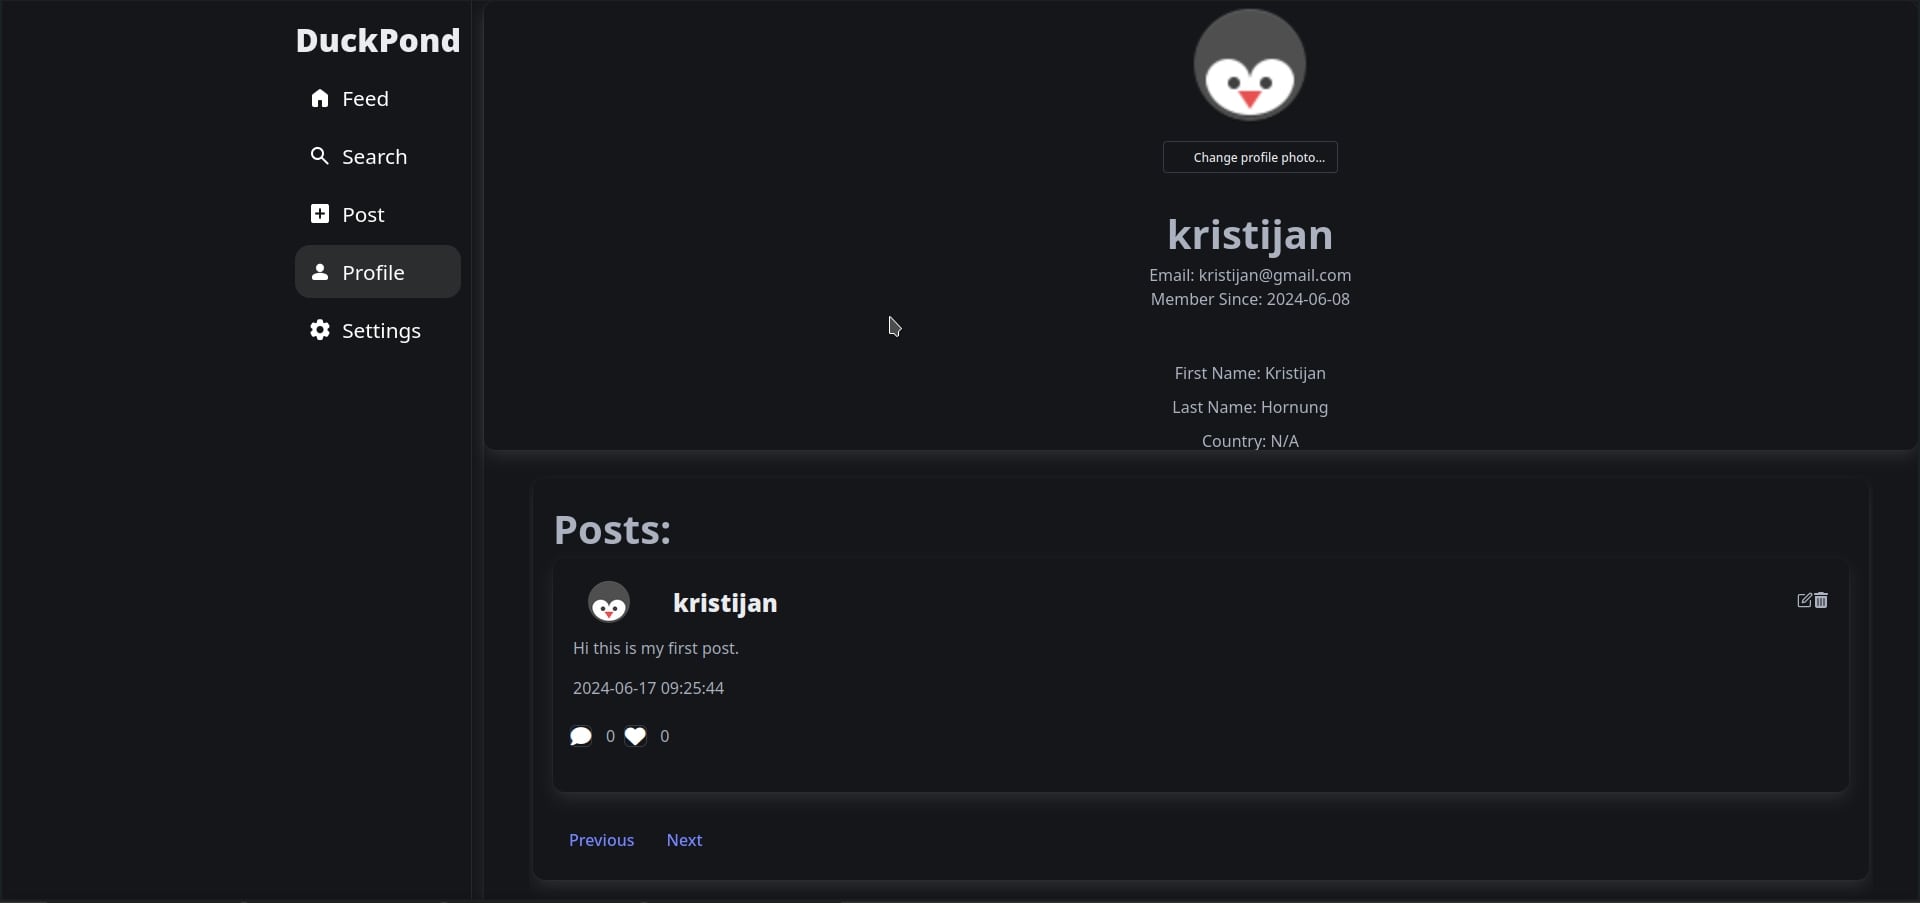 DuckPond
Feed
Search
Post
Profile
Settings
Change profile photo...
kristijan
Email: kristijan@gmail.com
Member Since: 2024-06-08
First Name: Kristijan
Last Name: Hornung
Country: N/A
Posts:
kristijan
Hi this is my first post.
2024-06-17 09:25:44
0 0
Previous Next